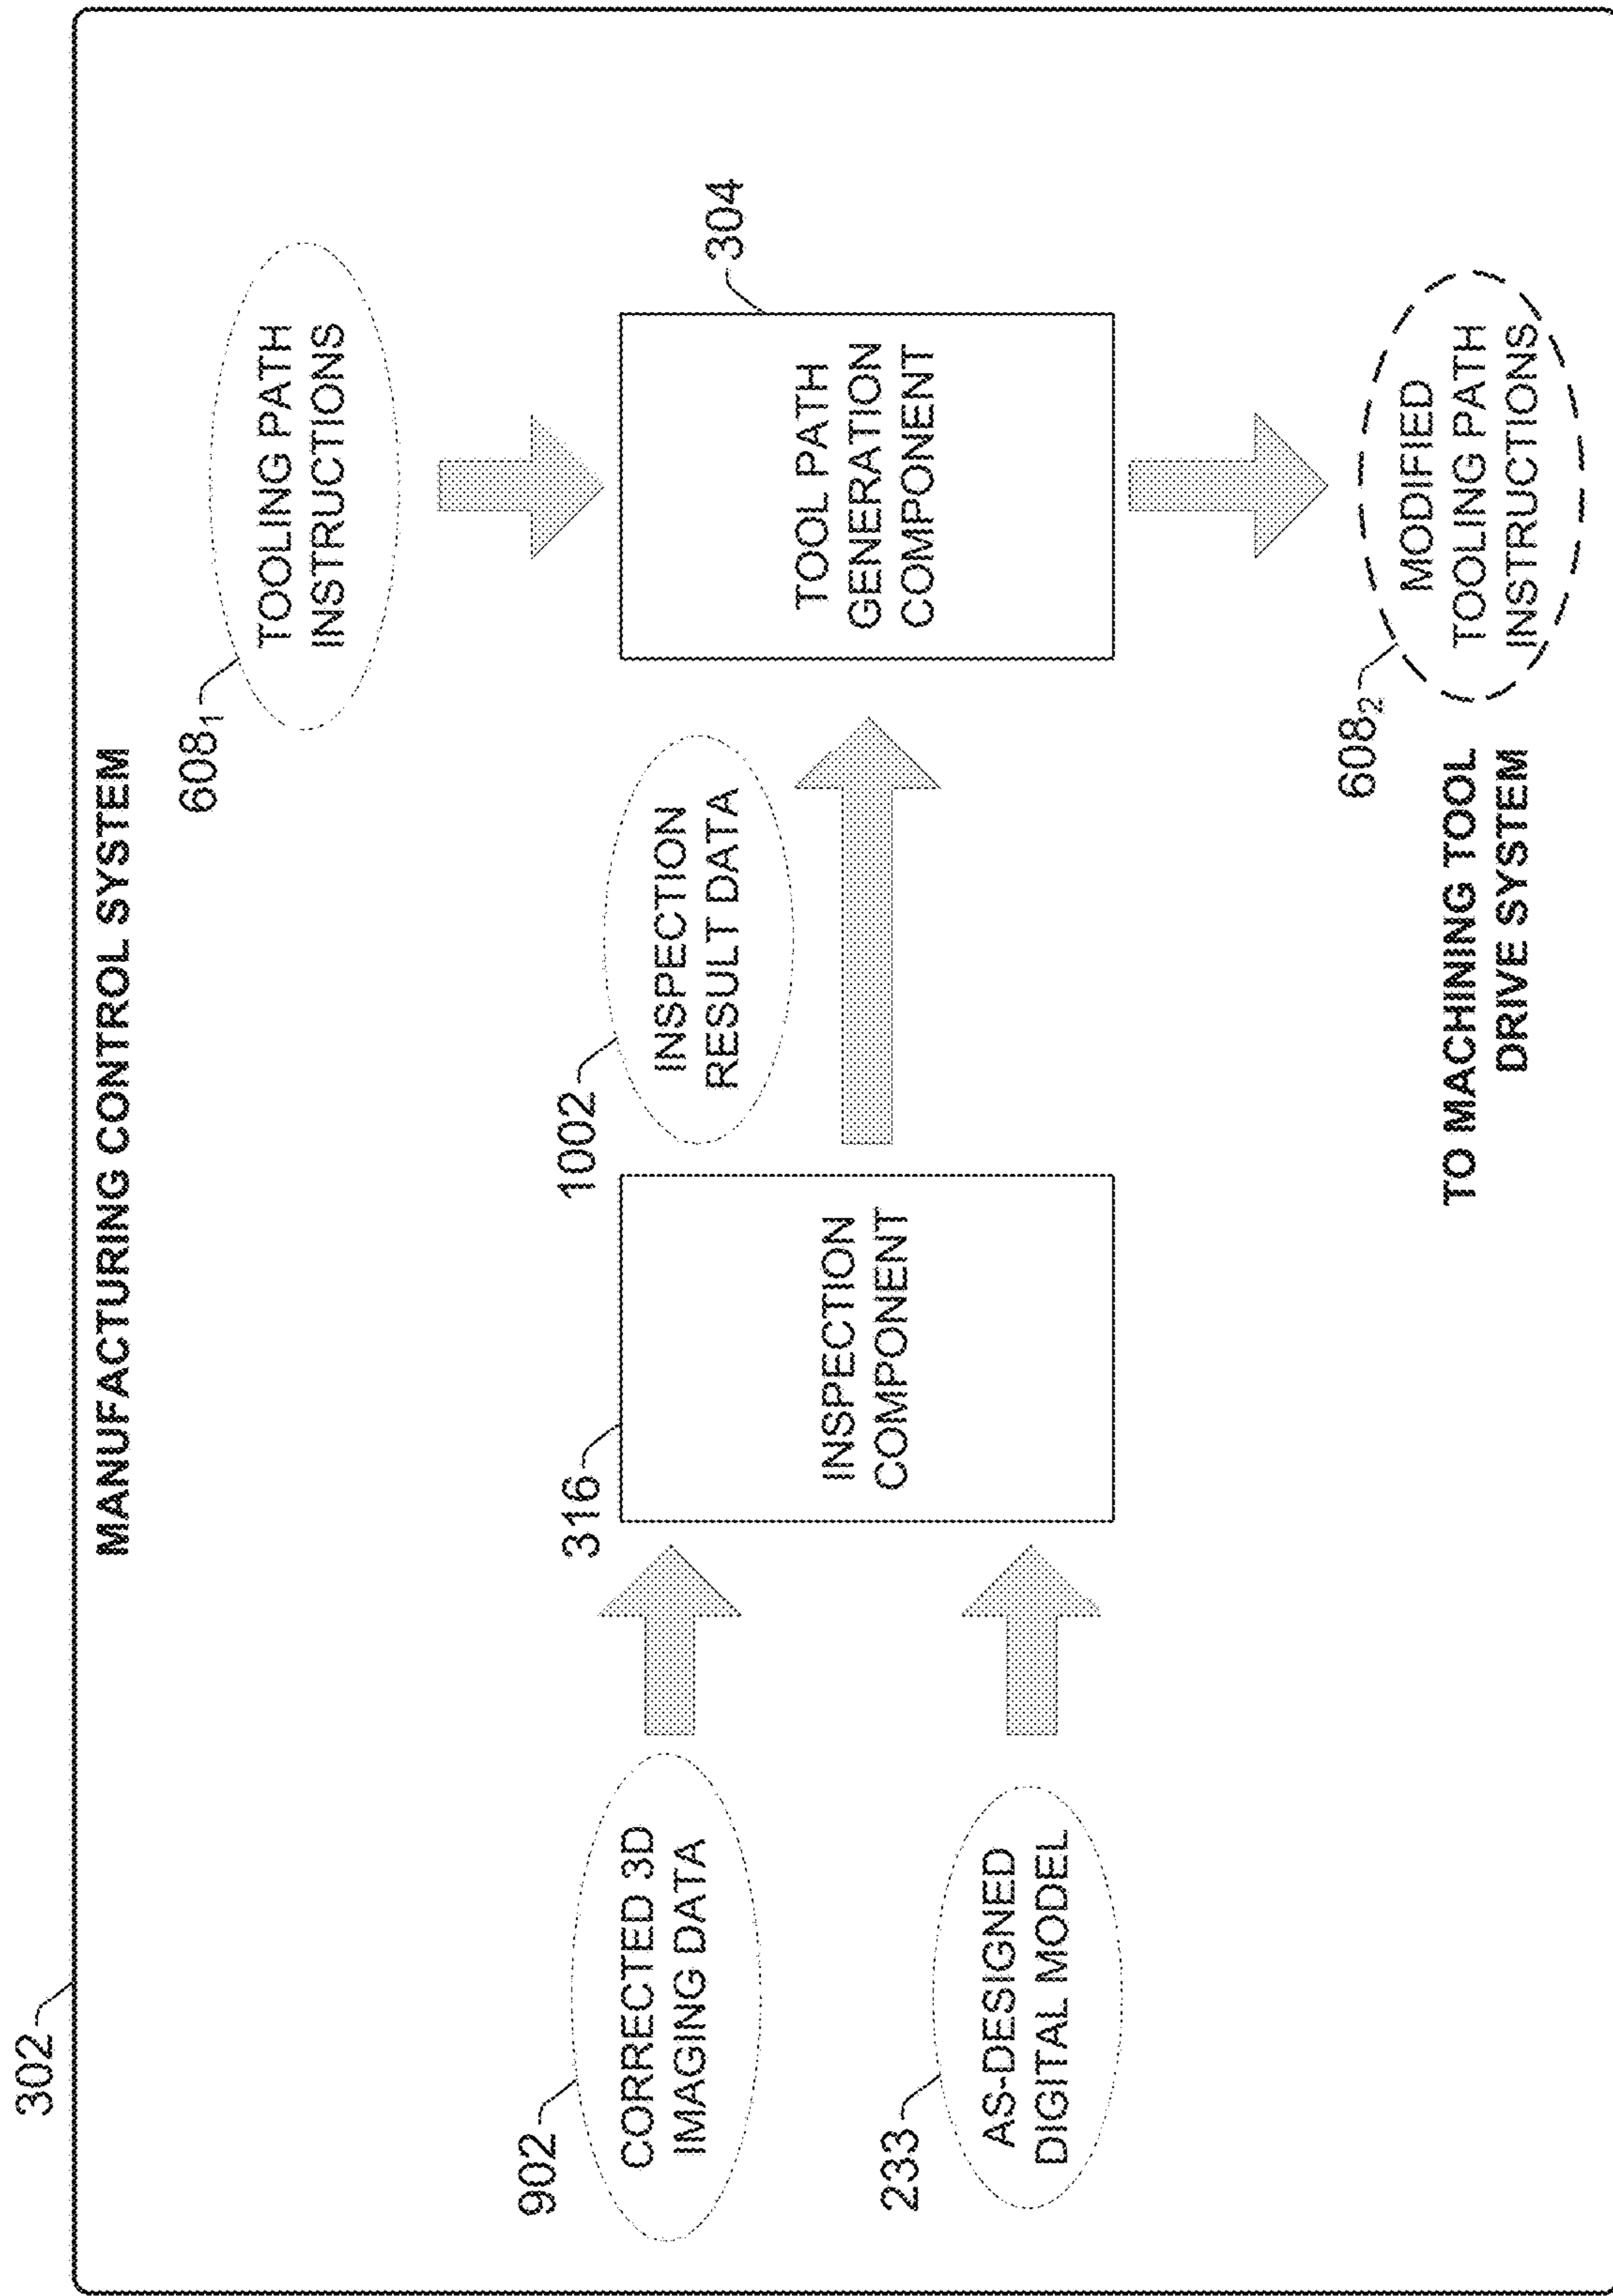 302
MANUFACTURING CONTROL SYSTEM
608₁
TOOLING PATH
INSTRUCTIONS
902
CORRECTED 3D
IMAGING DATA
316
INSPECTION
COMPONENT
1002
INSPECTION
RESULT DATA
304
TOOL PATH
GENERATION
COMPONENT
233
AS-DESIGNED
DIGITAL MODEL
TO MACHINING TOOL
DRIVE SYSTEM
608₂
MODIFIED
TOOLING PATH
INSTRUCTIONS